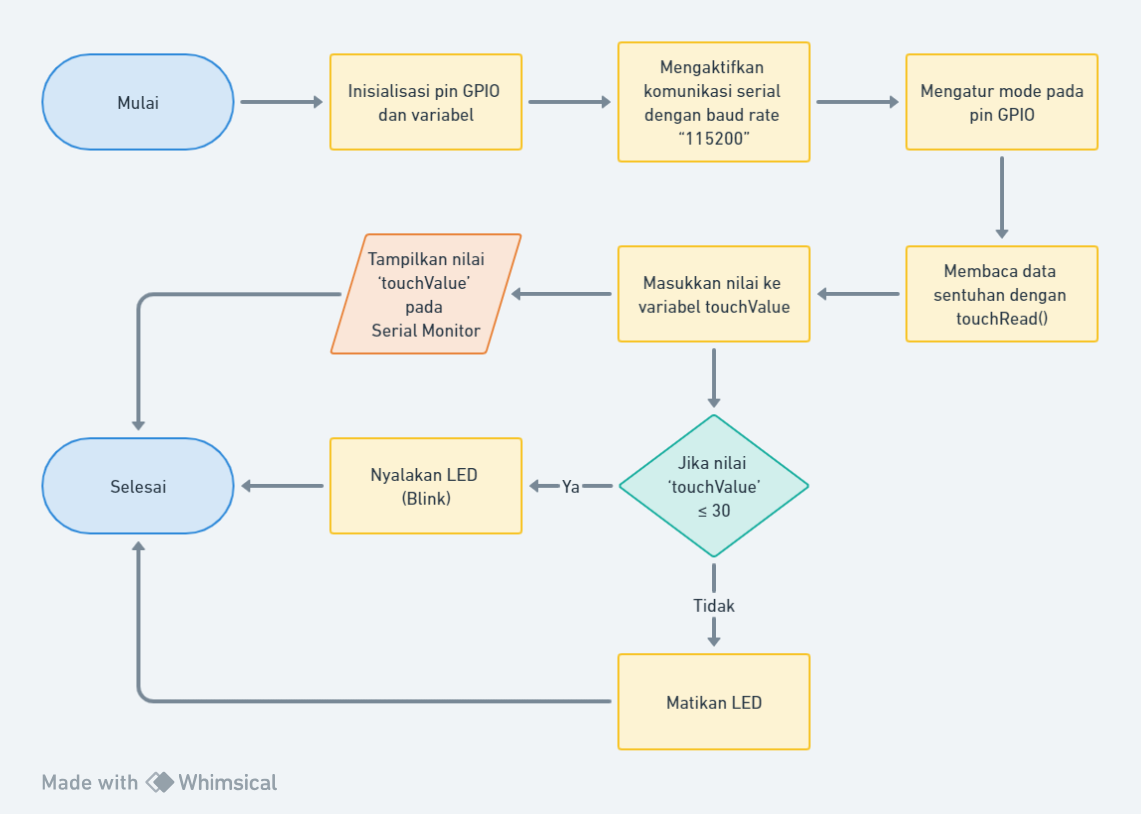 Mulai
Inisialisasi pin GPIO
dan variabel
Mengaktifkan
komunikasi serial
dengan baud rate
“115200”
Mengatur mode pada
pin GPIO
Membaca data
sentuhan dengan
touchRead()
Masukkan nilai ke
variabel touchValue
Tampilkan nilai
‘touchValue’
pada
Serial Monitor
Jika nilai
‘touchValue’
≤ 30
Ya
Nyalakan LED
(Blink)
Selesai
Tidak
Matikan LED
Made with Whimsical